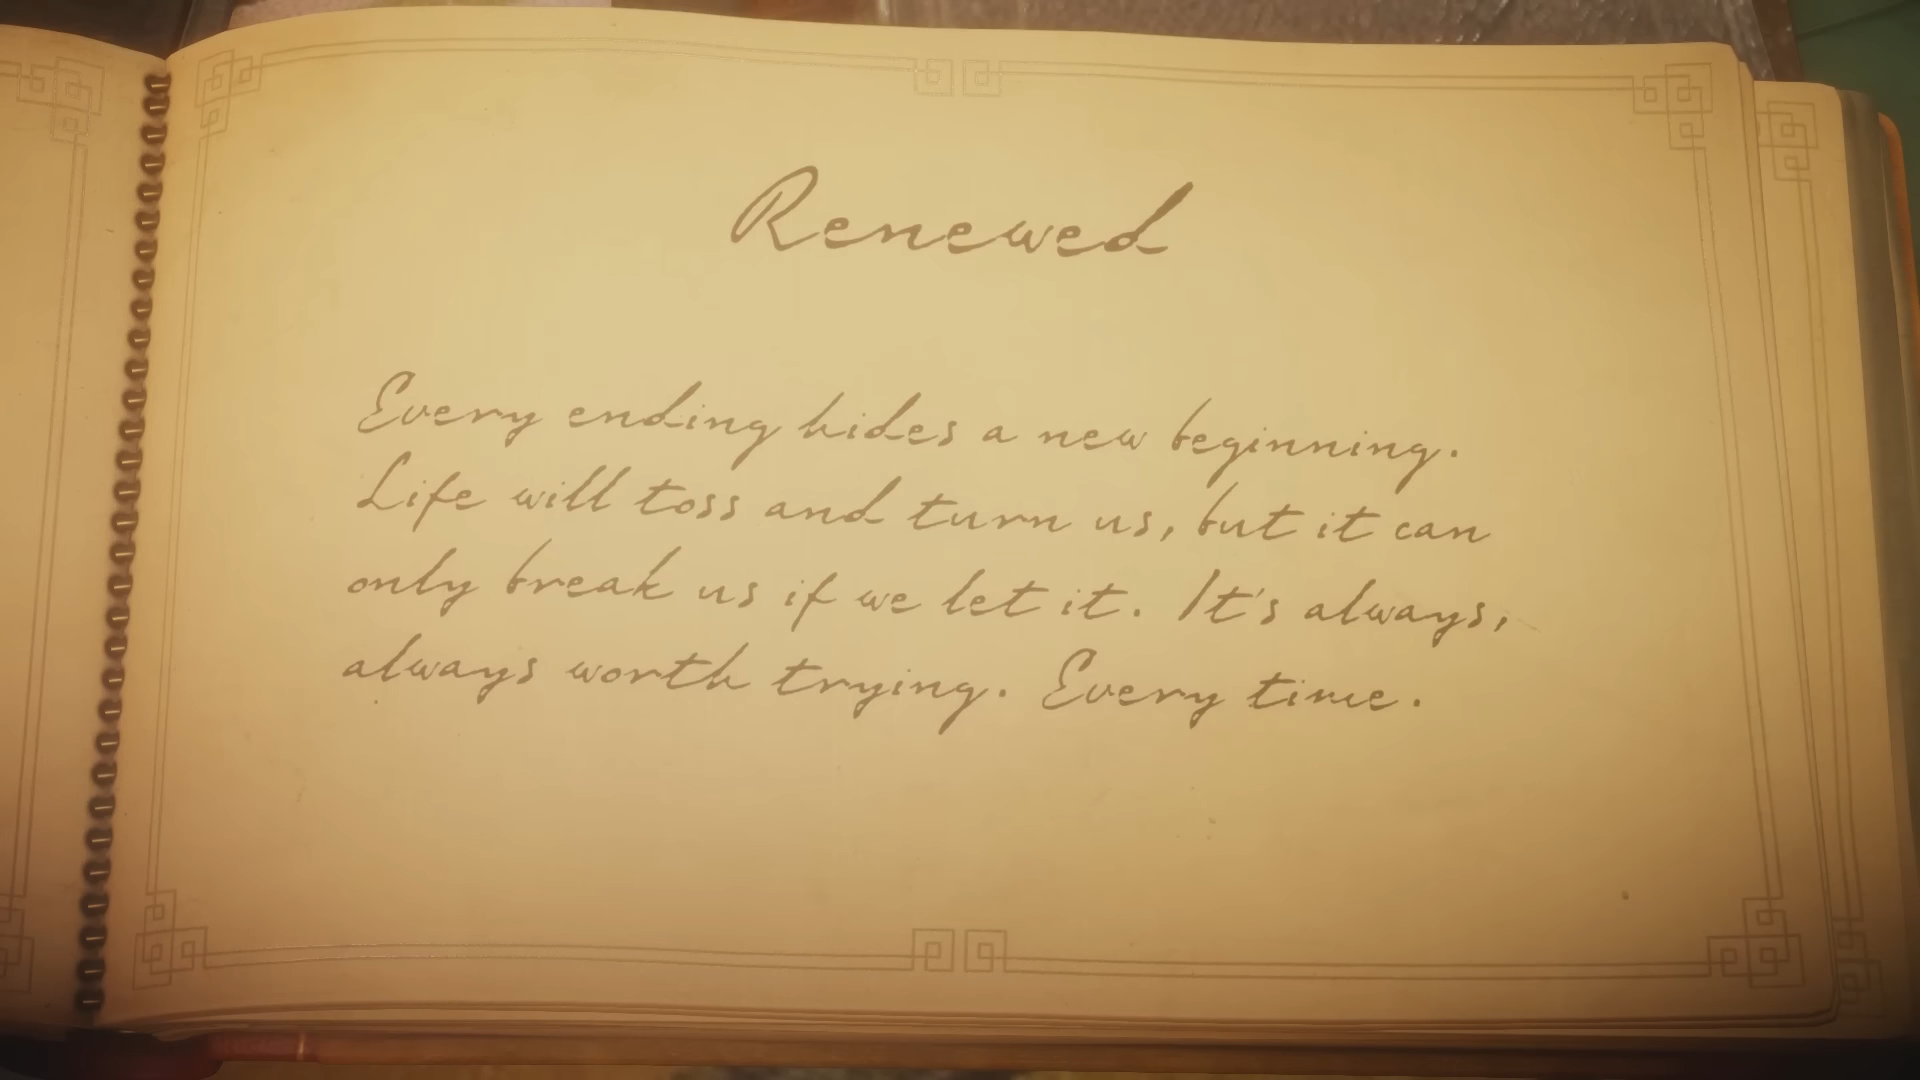 Renewed
Every ending hides a new beginning.
Life will toss and turn us, but it can
only break us if we let it. It's always,
always worth trying. Every time.